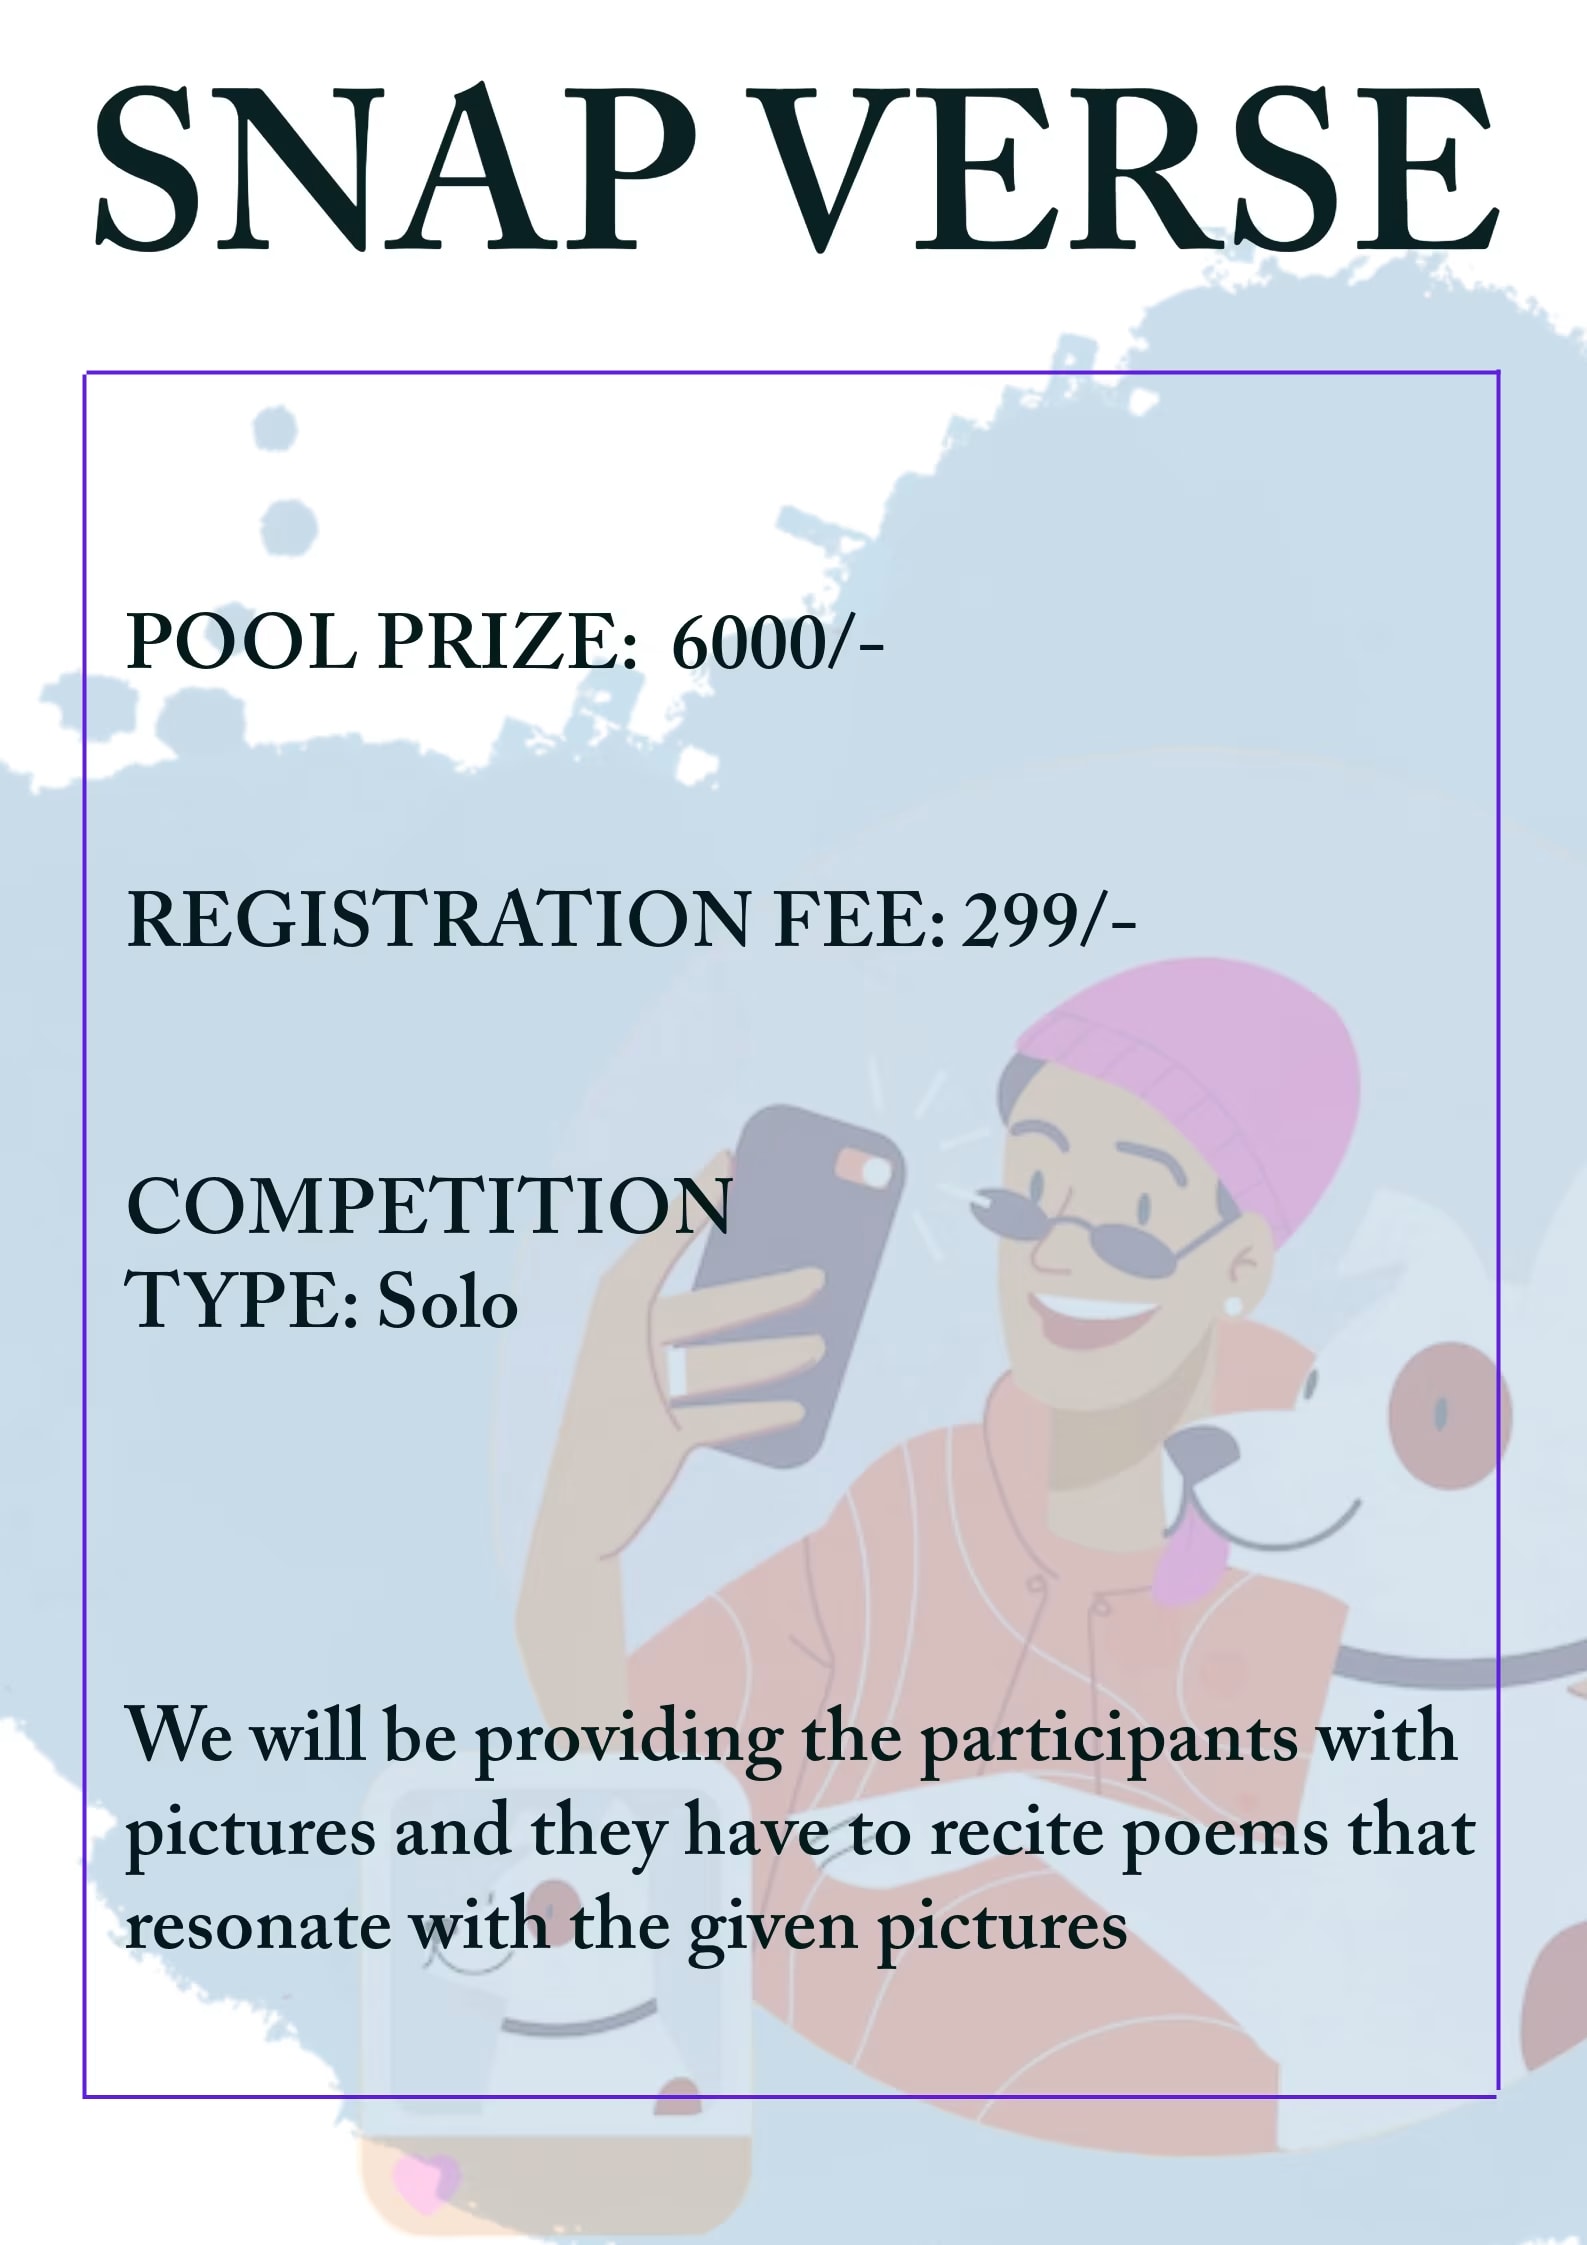 SNAP VERSE
POOL PRIZE: 6000/-
REGISTRATION FEE: 299/-
COMPETITION
TYPE: Solo
We will be providing the participants with
pictures and they have to recite poems that
resonate with the given pictures